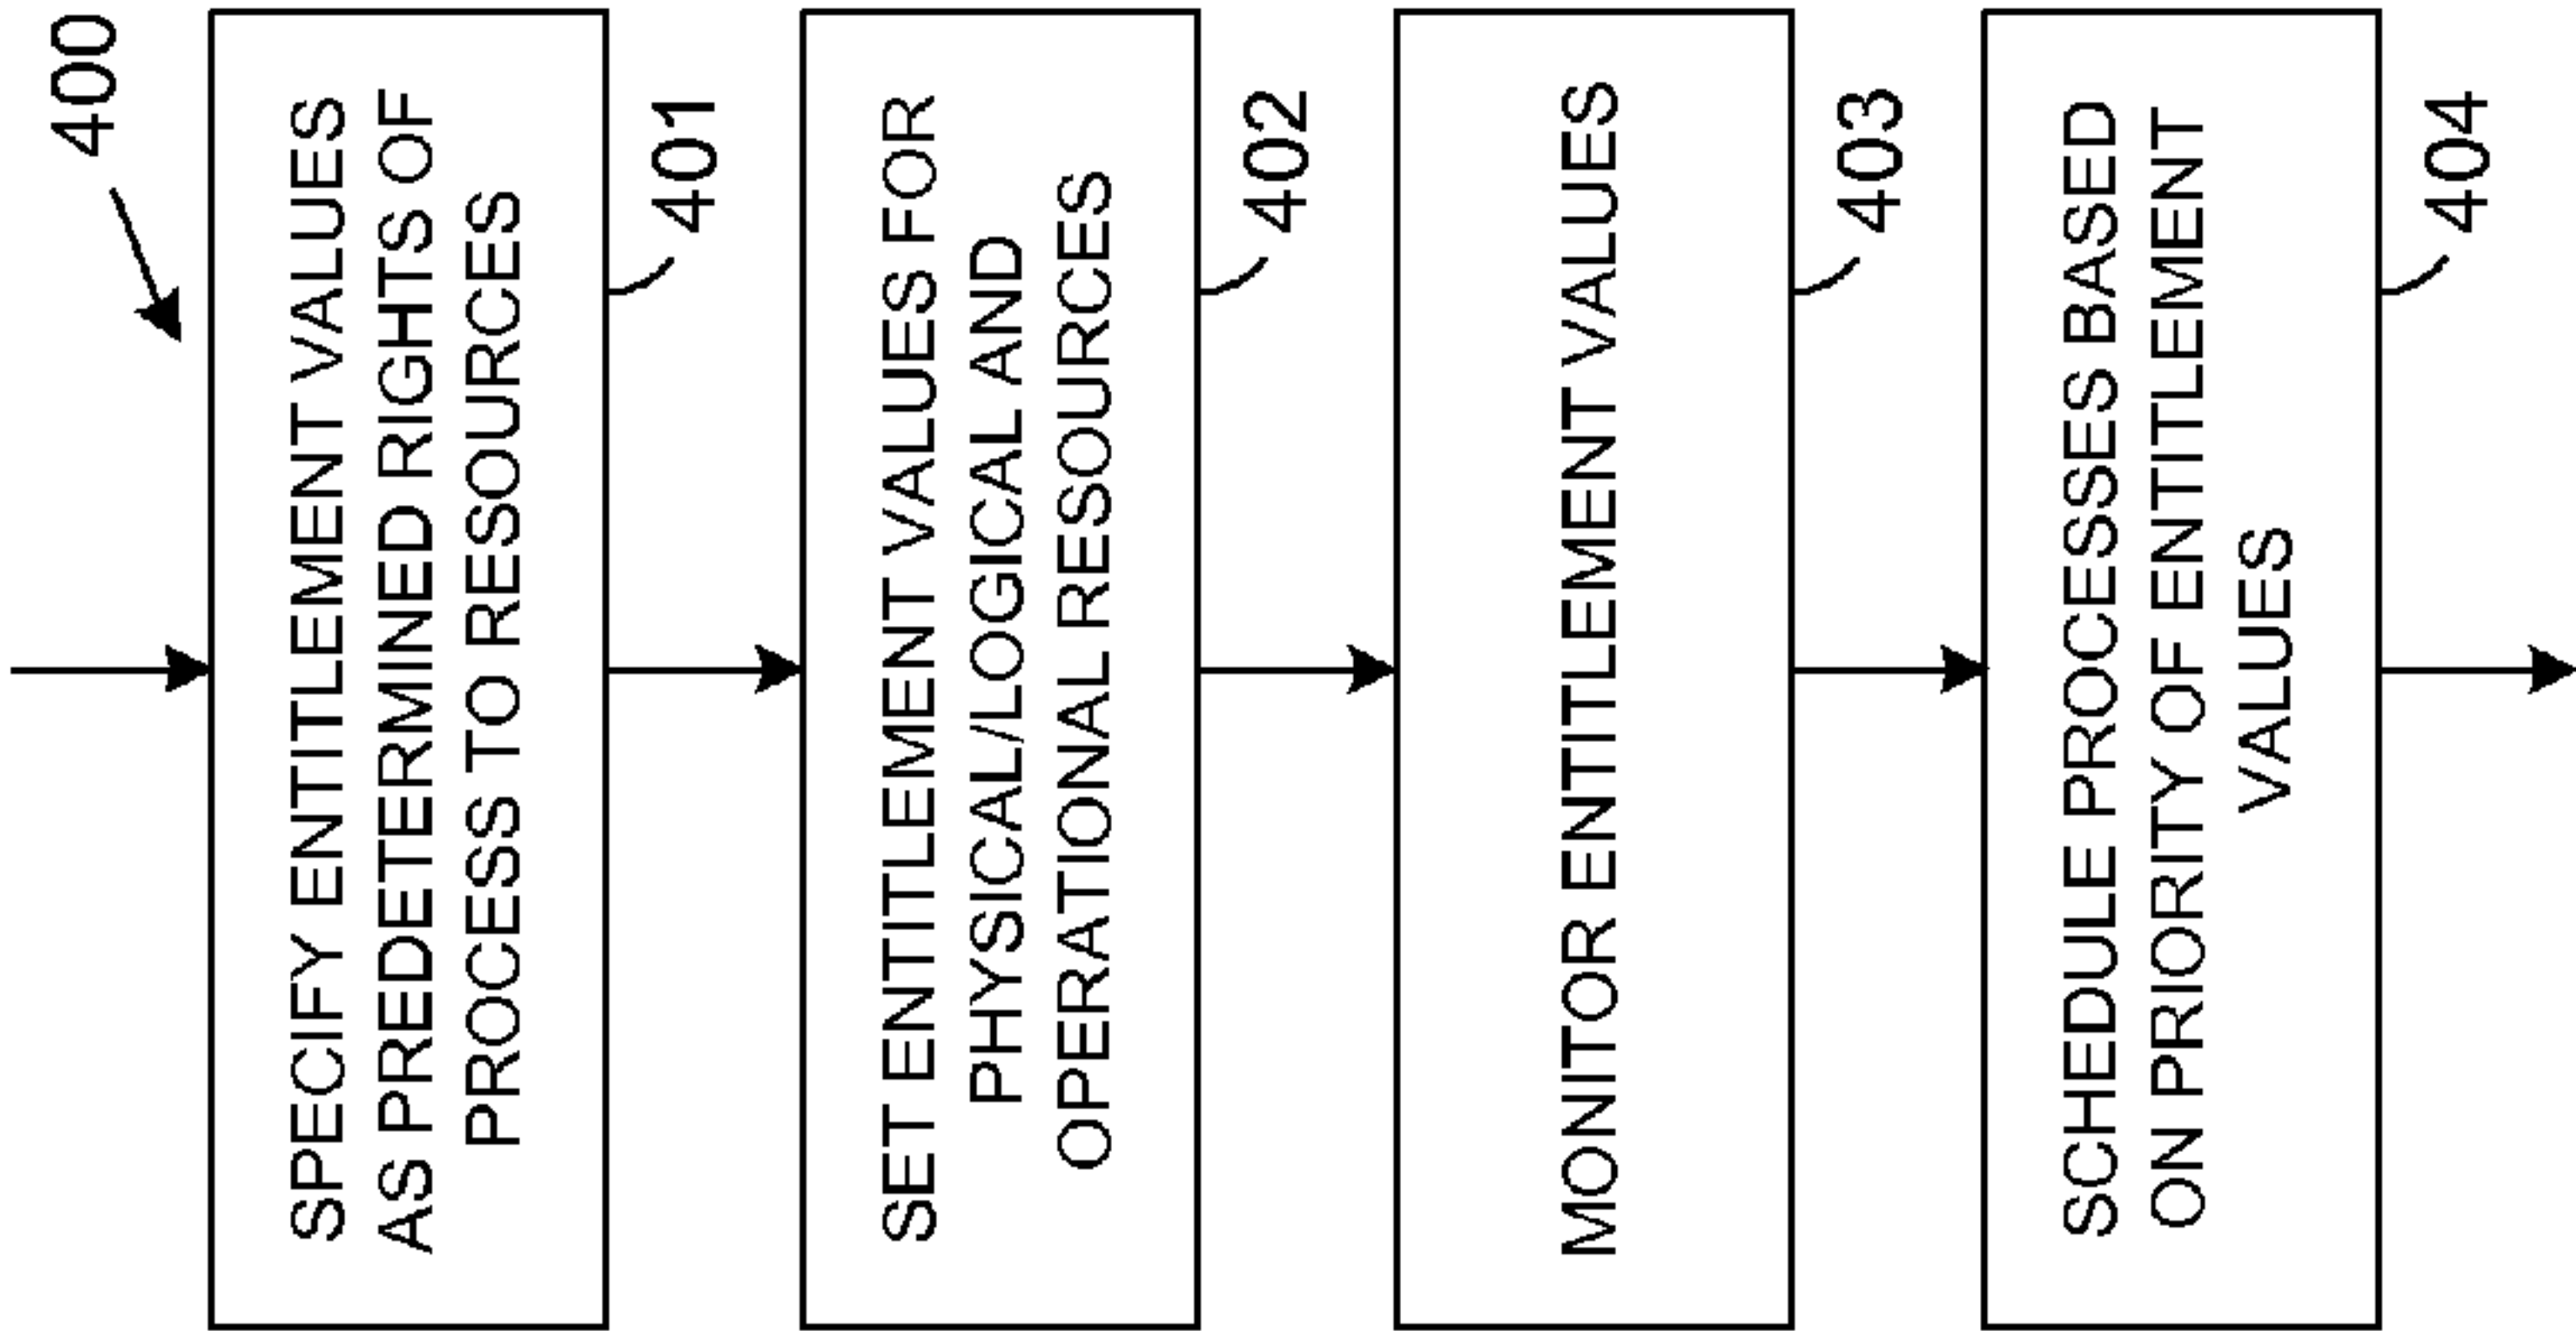 400
SPECIFY ENTITLEMENT VALUES
AS PREDETERMINED RIGHTS OF
PROCESS TO RESOURCES
401
SET ENTITLEMENT VALUES FOR
PHYSICAL/LOGICAL AND
OPERATIONAL RESOURCES
402
MONITOR ENTITLEMENT VALUES
403
SCHEDULE PROCESSES BASED
ON PRIORITY OF ENTITLEMENT
VALUES
404